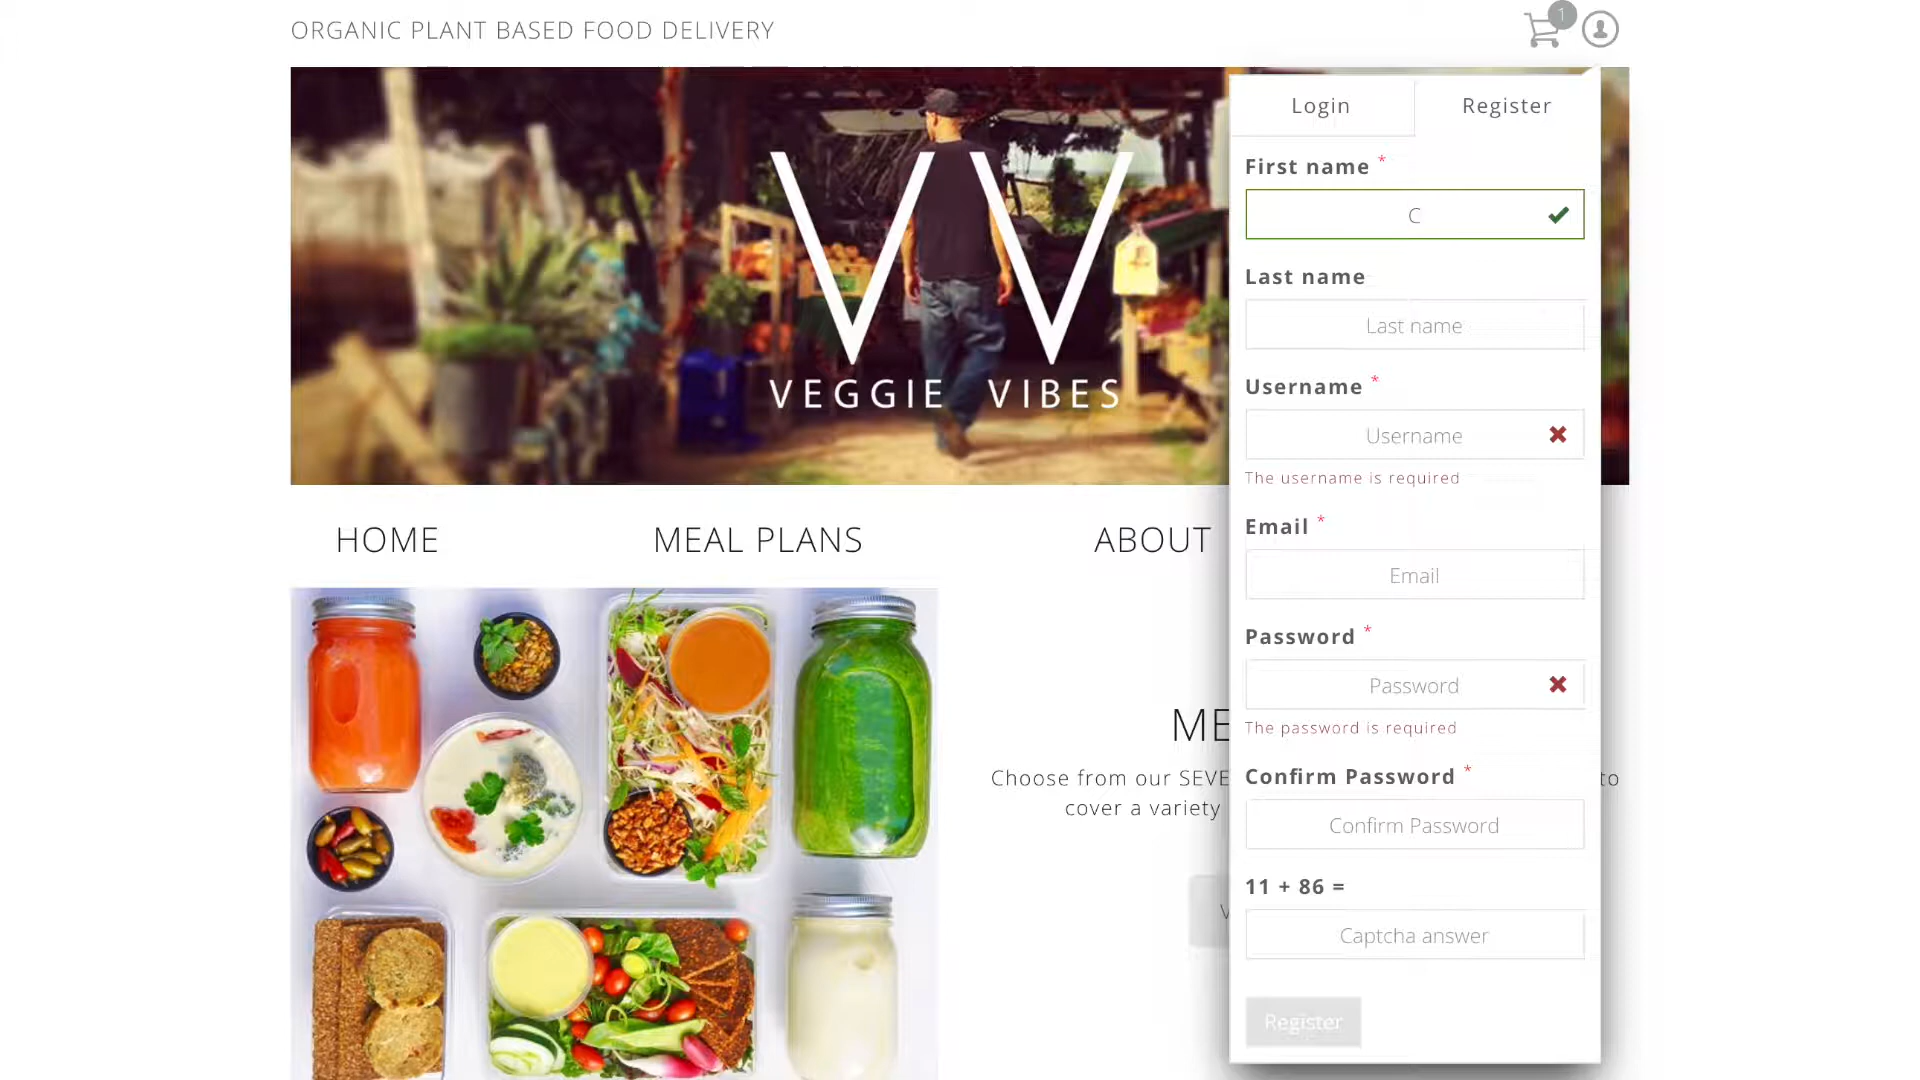 ORGANIC PLANT BASED FOOD DELIVERY
1
Login
Register
First name *
C
Last name
Last name
Username *
Username
The username is required
Email *
Email
Password *
Password
The password is required
Confirm Password *
Confirm Password
11 + 86 =
Captcha answer
Register
VV
VEGGIE VIBES
HOME
MEAL PLANS
ABOUT
Choose from our to
cover a variety